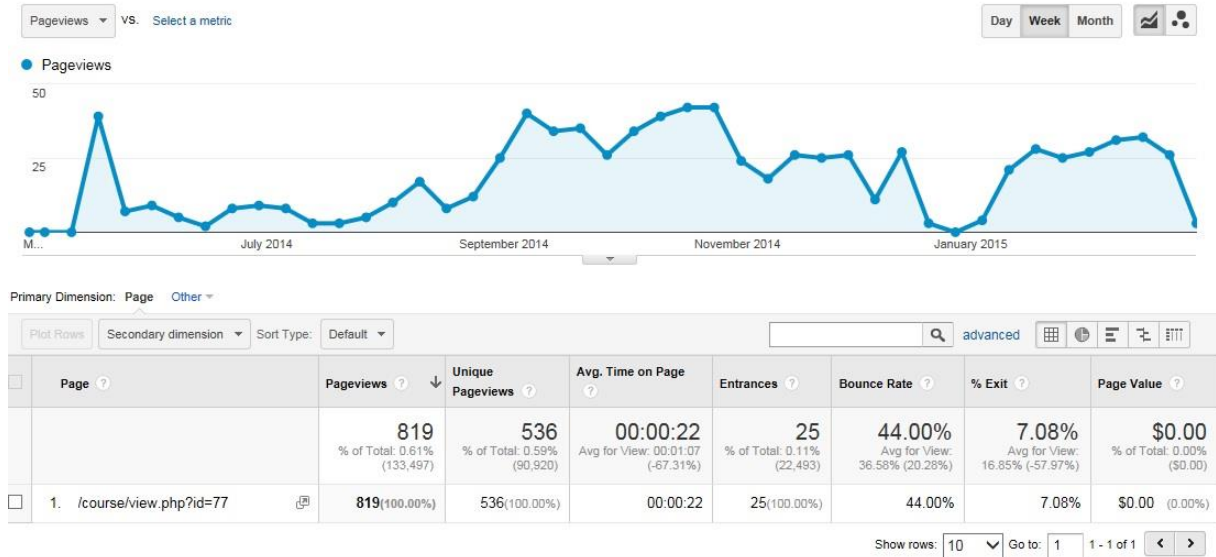 Pageviews VS. Select a metric Day Week Month
Pageviews
50
25
M... July 2014 September 2014 November 2014 January 2015
Primary Dimension: Page Other
Plot Rows Secondary dimension Sort Type: Default advanced
Page ? Pageviews ? Unique Pageviews ? Avg. Time on Page ? Entrances ? Bounce Rate ? % Exit ? Page Value ?
819 536 00:00:22 25 44.00% 7.08% $0.00
% of Total: 0.61% % of Total: 0.59% Avg for View: 00:01:07 % of Total: 0.11% Avg for View: Avg for View: % of Total: 0.00%
(133,497) (90,920) (-67.31%) (22,493) 36.58% (20.28%) 16.85% (-57.97%) ($0.00)
1. /course/view.php?id=77 819(100.00%) 536(100.00%) 00:00:22 25(100.00%) 44.00% 7.08% $0.00 (0.00%)
Show rows: 10 Go to: 1 1 - 1 of 1